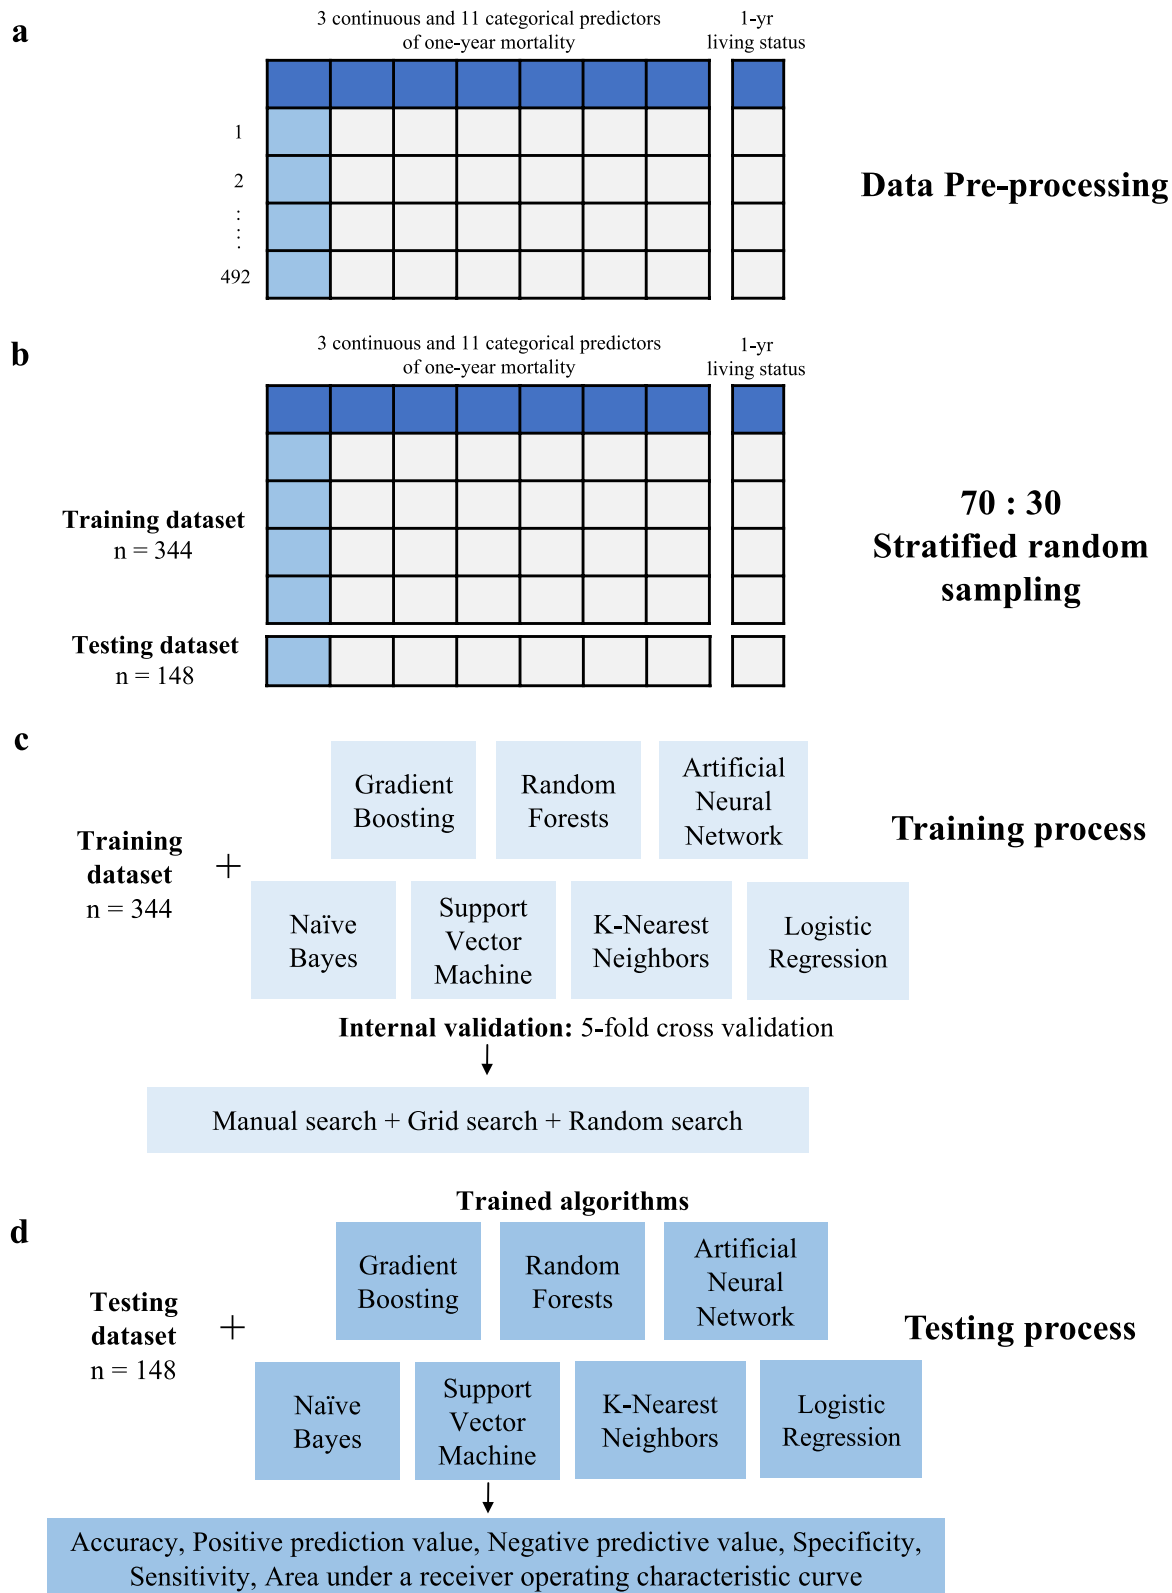 a
3 continuous and 11 categorical predictors
of one-year mortality
1-yr
living status
1
2
⋮
492
Data Pre-processing
b
3 continuous and 11 categorical predictors
of one-year mortality
1-yr
living status
Training dataset
n = 344
Testing dataset
n = 148
70 : 30
Stratified random
sampling
c
Training
dataset
n = 344
+
Gradient
Boosting
Random
Forests
Artificial
Neural
Network
Naïve
Bayes
Support
Vector
Machine
K-Nearest
Neighbors
Logistic
Regression
Training process
Internal validation: 5-fold cross validation
Manual search + Grid search + Random search
Trained algorithms
d
Testing
dataset
n = 148
+
Gradient
Boosting
Random
Forests
Artificial
Neural
Network
Naïve
Bayes
Support
Vector
Machine
K-Nearest
Neighbors
Logistic
Regression
Testing process
Accuracy, Positive prediction value, Negative predictive value, Specificity,
Sensitivity, Area under a receiver operating characteristic curve